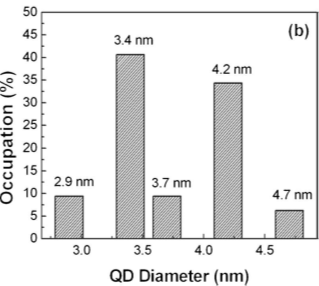 (b)
50
45
40
35
30
25
20
15
10
5
0
Occupation (%)
2.9 nm
3.4 nm
3.7 nm
4.2 nm
4.7 nm
3.0 3.5 4.0 4.5
QD Diameter (nm)